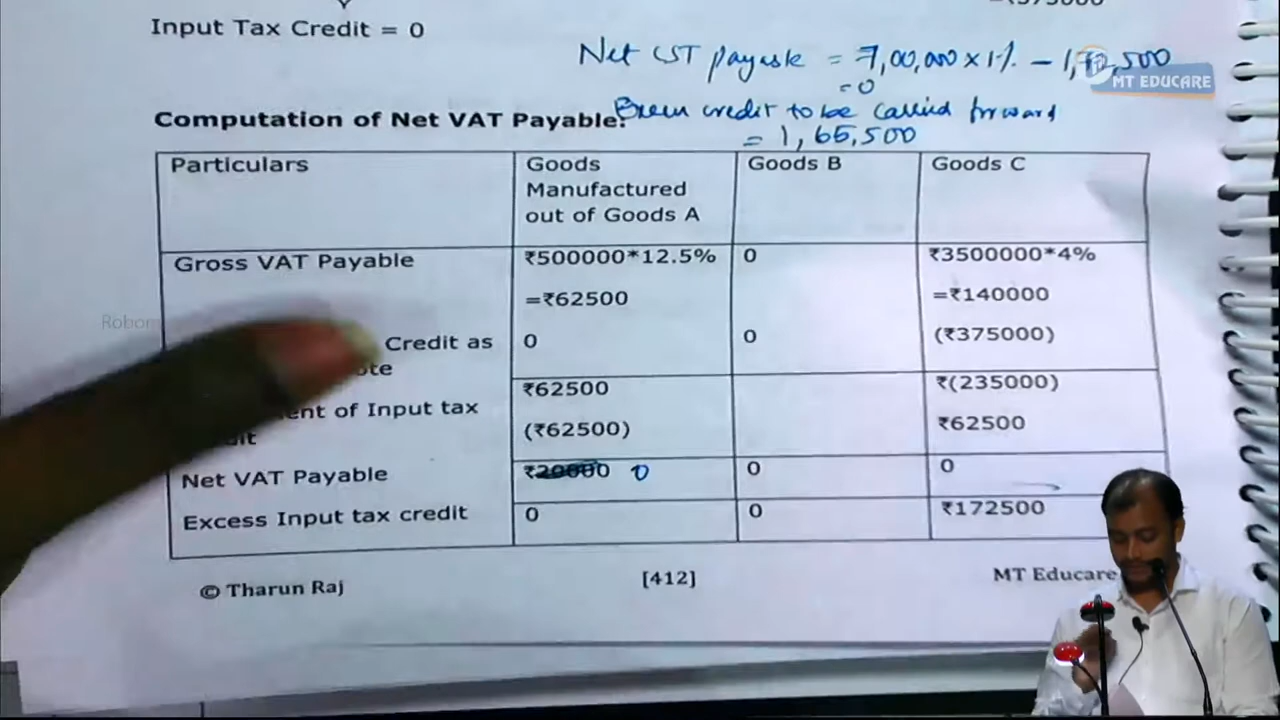 Input Tax Credit = 0
Net CST payable = 7,00,000 x 1% - 1,72,500
= 0
MT EDUCARE
credit to be carried forward
= 1,65,500
Computation of Net VAT Payable:
Particulars
Goods Manufactured out of Goods A
Goods B
Goods C
Gross VAT Payable
₹500000*12.5%
0
₹3500000*4%
=₹62500
=₹140000
Credit as
0
0
(₹375000)
₹62500
₹(235000)
of Input tax
(₹62500)
₹62500
Net VAT Payable
₹20000 0
0
0
Excess Input tax credit
0
0
₹172500
© Tharun Raj
[412]
MT Educare